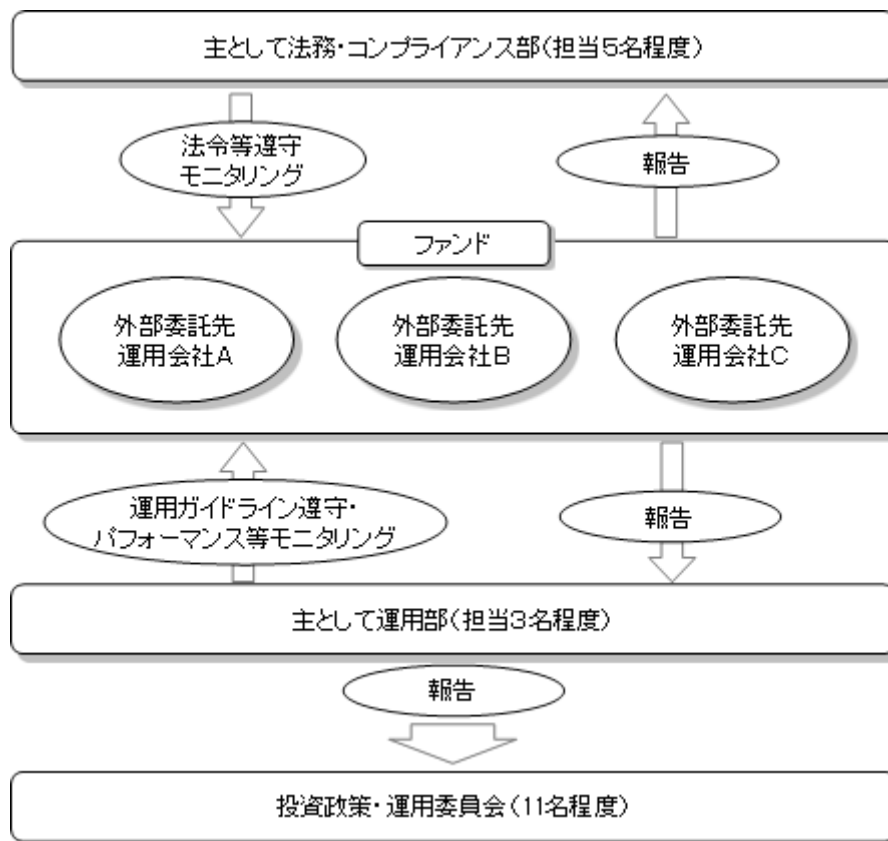 主として法務・コンプライアンス部（担当５名程度）
法令等遵守
モニタリング
報告
ファンド
外部委託先
運用会社Ａ
外部委託先
運用会社Ｂ
外部委託先
運用会社Ｃ
運用ガイドライン遵守・
パフォーマンス等モニタリング
報告
主として運用部（担当３名程度）
報告
投資政策・運用委員会（11名程度）